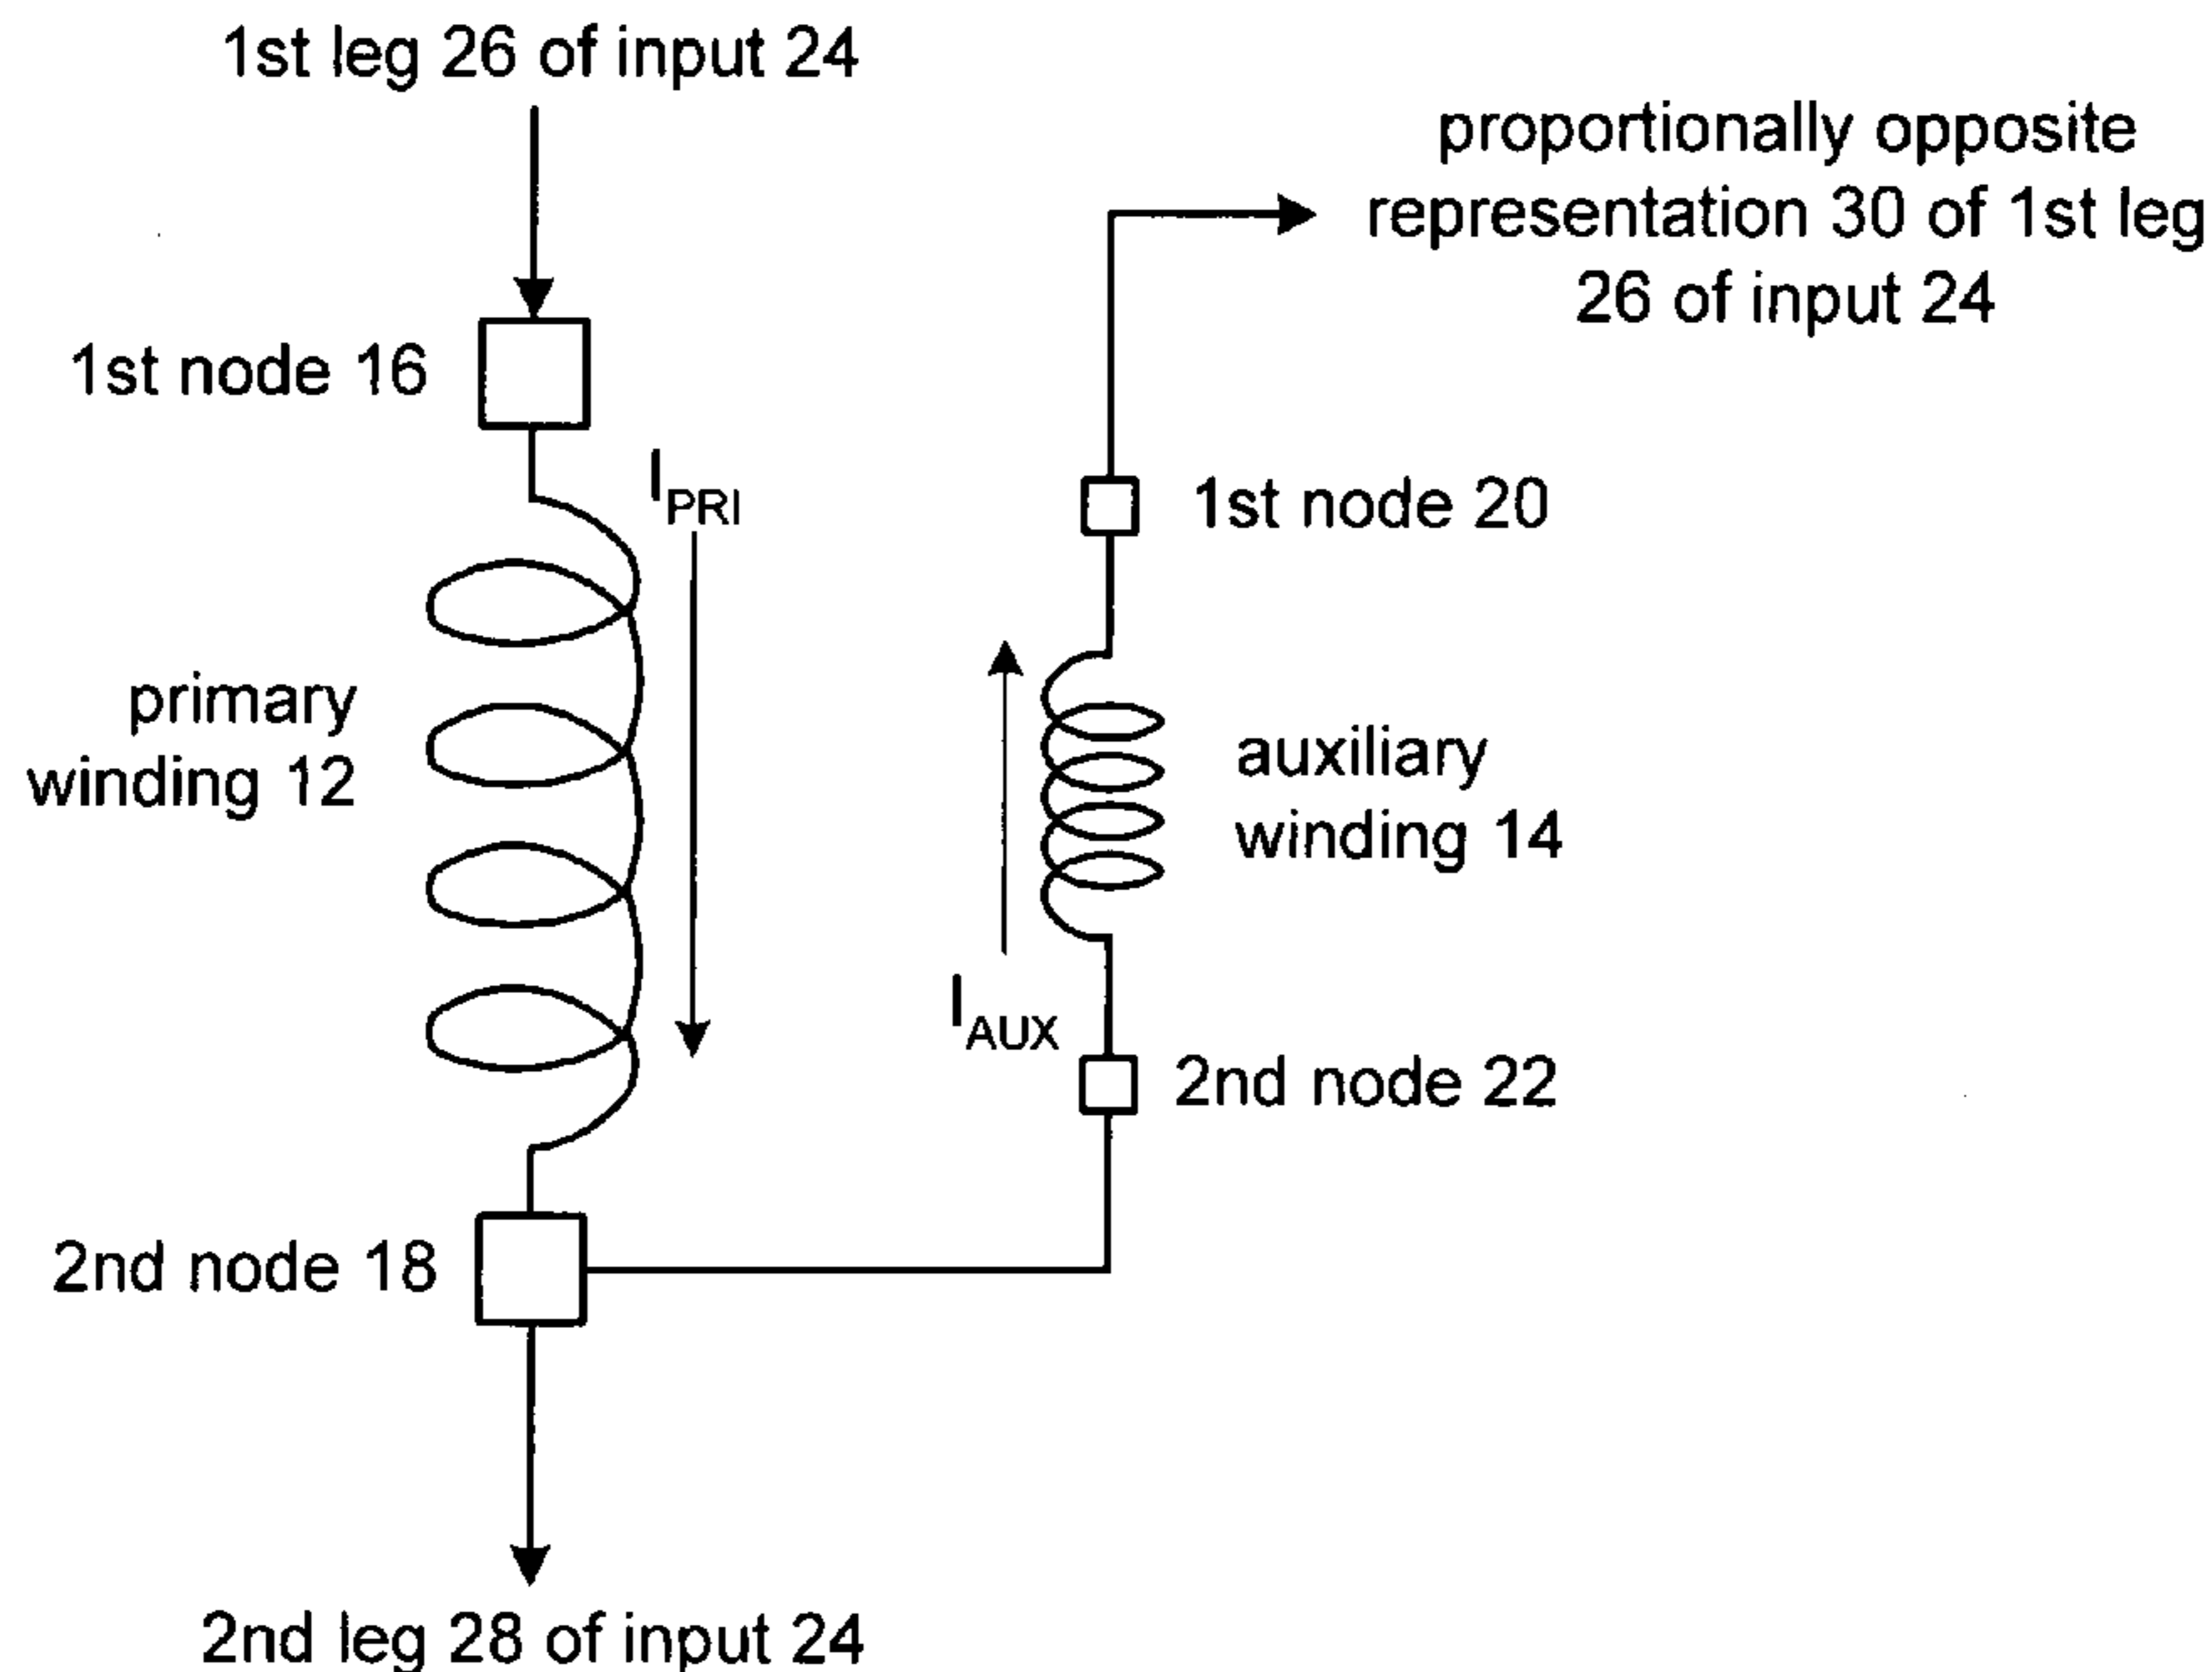 1st leg 26 of input 24
proportionally opposite
representation 30 of 1st leg
26 of input 24
1st node 16
I_PRI
1st node 20
primary
winding 12
auxiliary
winding 14
I_AUX
2nd node 22
2nd node 18
2nd leg 28 of input 24